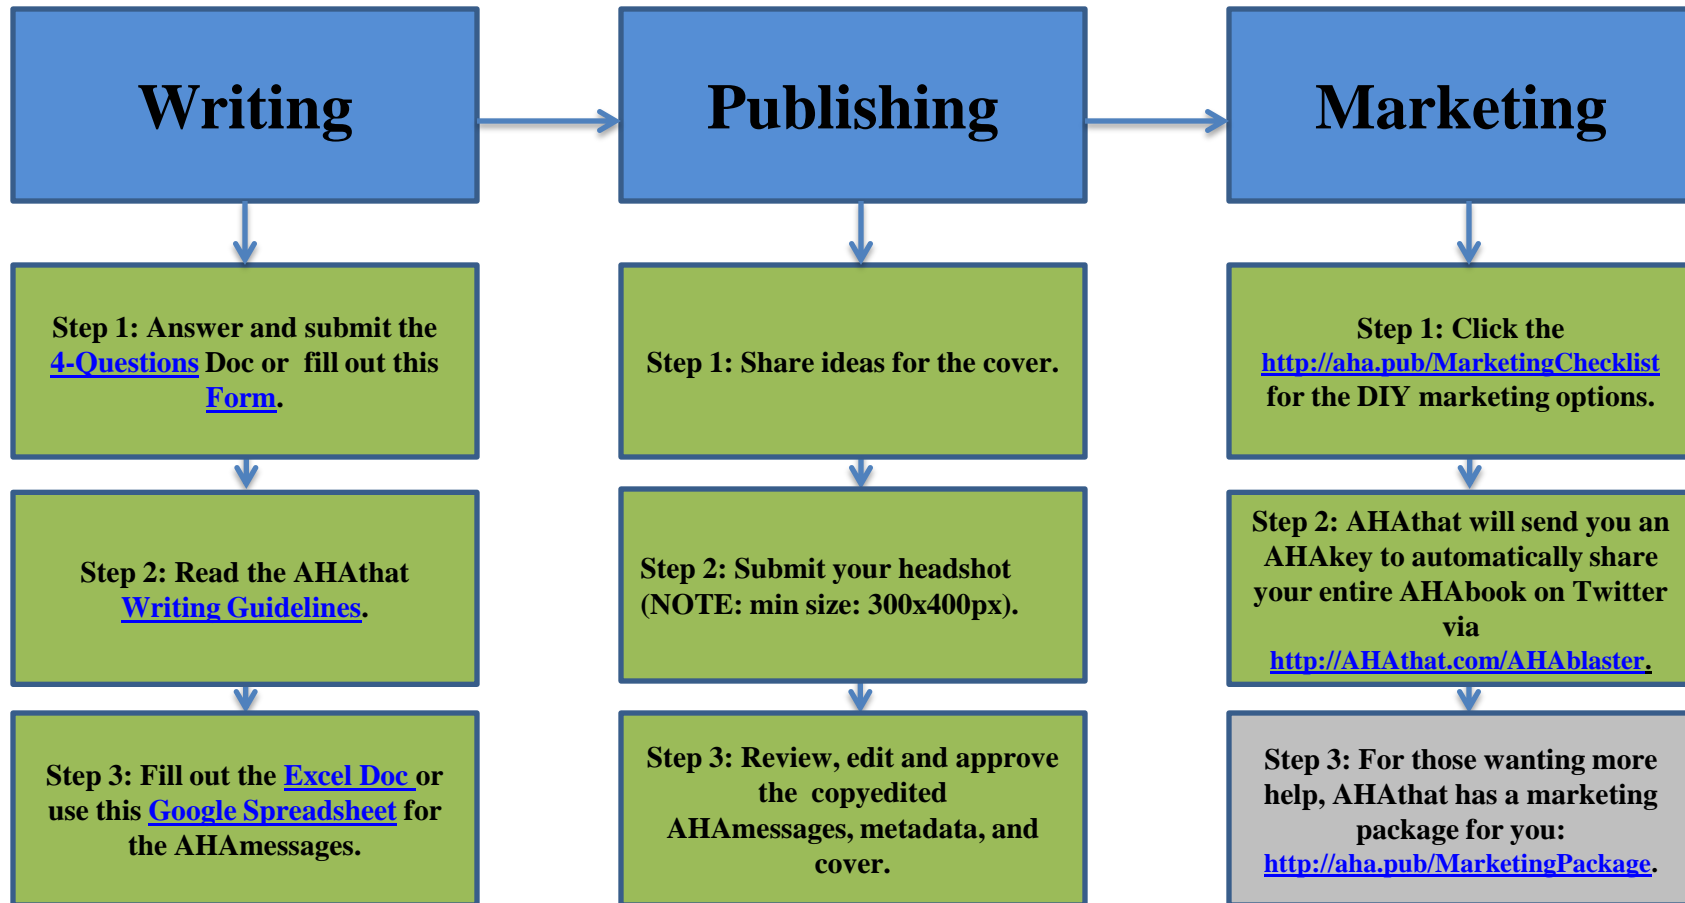 Writing
Publishing
Marketing
Step 1: Answer and submit the
4-Questions Doc or  fill out this
Form.
Step 2: Read the AHAthat
Writing Guidelines.
Step 3: Fill out the Excel Doc or
use this Google Spreadsheet for
the AHAmessages.
Step 1: Share ideas for the cover.
Step 2: Submit your headshot
(NOTE: min size: 300x400px).
Step 3: Review, edit and approve
the  copyedited
AHAmessages, metadata, and
cover.
Step 1: Click the
http://aha.pub/MarketingChecklist
for the DIY marketing options.
Step 2: AHAthat will send you an
AHAkey to automatically share
your entire AHAbook on Twitter
via
http://AHAthat.com/AHAblaster.
Step 3: For those wanting more
help, AHAthat has a marketing
package for you:
http://aha.pub/MarketingPackage.